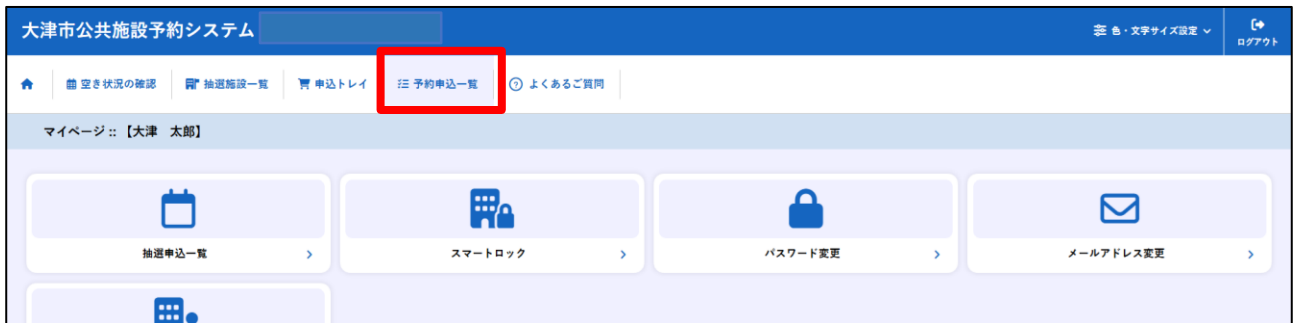 大津市公共施設予約システム
色・文字サイズ設定
ログアウト
空き状況の確認
抽選施設一覧
申込トレイ
予約申込一覧
よくあるご質問
マイページ :: 【大津　太郎】
抽選申込一覧
スマートロック
パスワード変更
メールアドレス変更